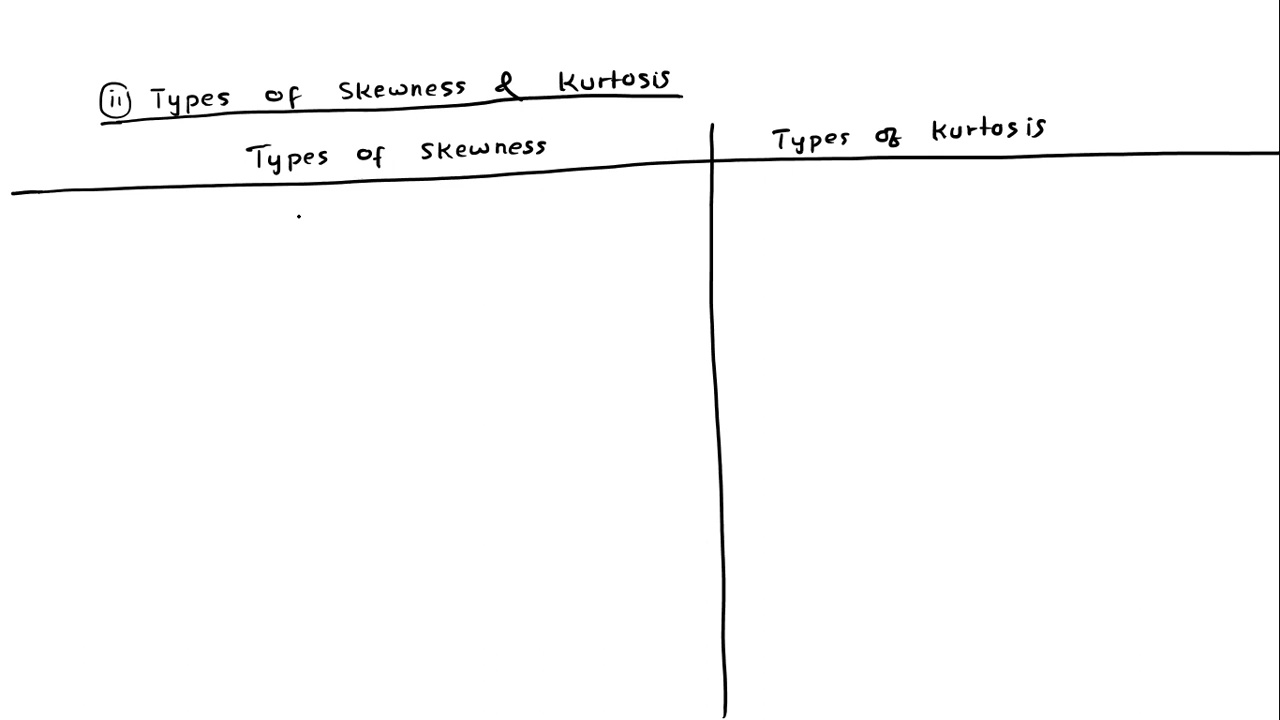 ii Types of Skewness & Kurtosis
Types of Skewness
Types of Kurtosis